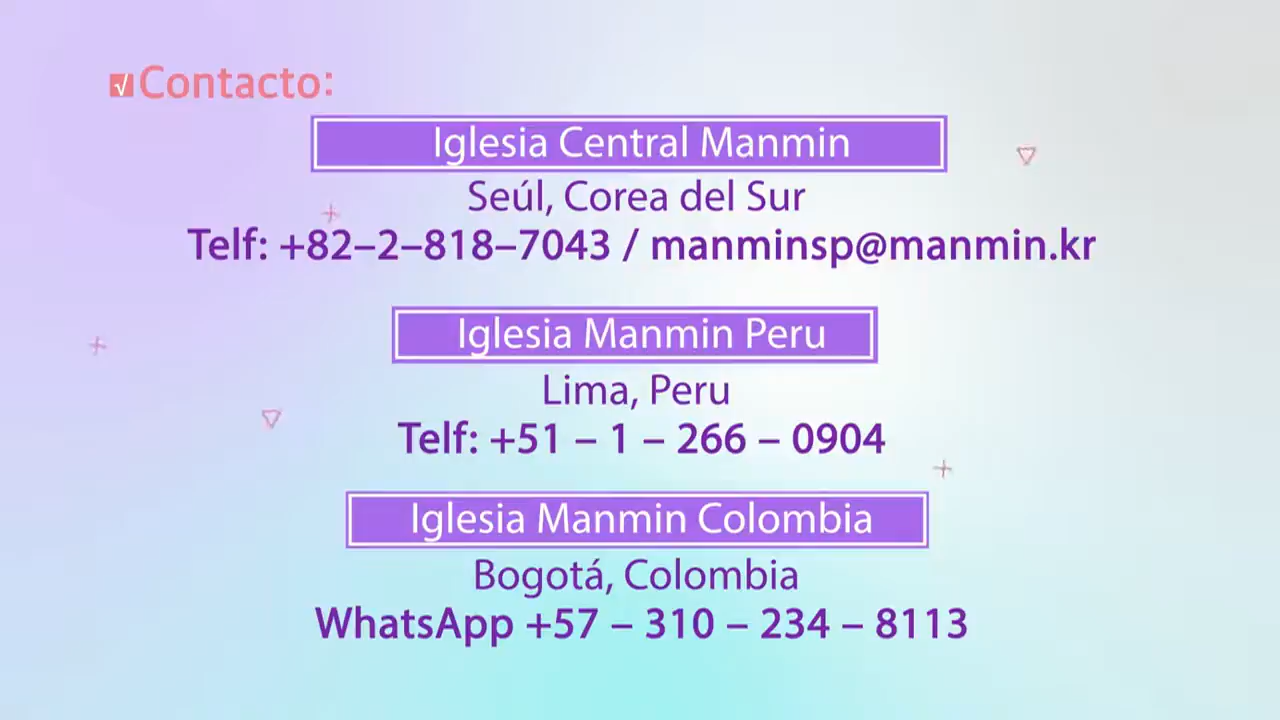 Contacto:
Iglesia Central Manmin
Seúl, Corea del Sur
Telf: +82–2–818–7043 / manminsp@manmin.kr
Iglesia Manmin Peru
Lima, Peru
Telf: +51 – 1 – 266 – 0904
Iglesia Manmin Colombia
Bogotá, Colombia
WhatsApp +57 – 310 – 234 – 8113